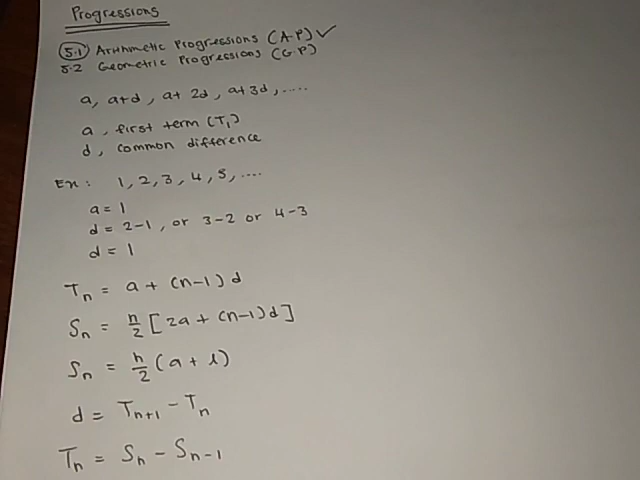 Progressions
5.1 Arithmetic Progressions (A.P) ✓
5.2 Geometric Progressions (G.P)
a, a+d, a+2d, a+3d, .....
a, first term (T₁)
d, common difference
Ex: 1, 2, 3, 4, 5, ....
a = 1
d = 2-1, or 3-2 or 4-3
d = 1
Tₙ = a + (n-1)d
Sₙ = n/2 [2a + (n-1)d]
Sₙ = n/2 (a + l)
d = Tₙ₊₁ - Tₙ
Tₙ = Sₙ - Sₙ₋₁